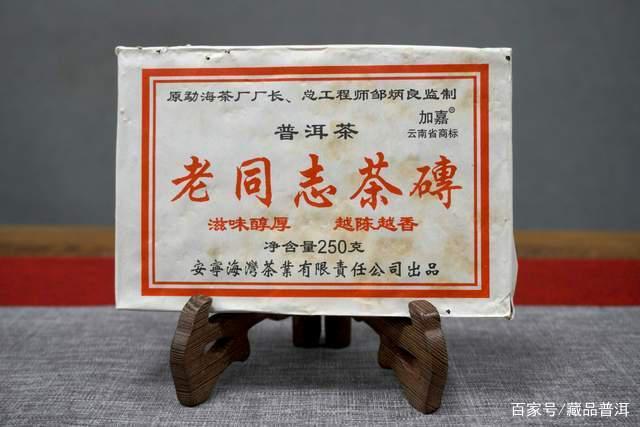 原勐海茶厂厂长、总工程师邹炳良监制
加嘉®
云南省商标
普洱茶
老同志茶磚
滋味醇厚 越陈越香
净含量250克
安寧海灣茶業有限責任公司出品
百家号/藏品普洱